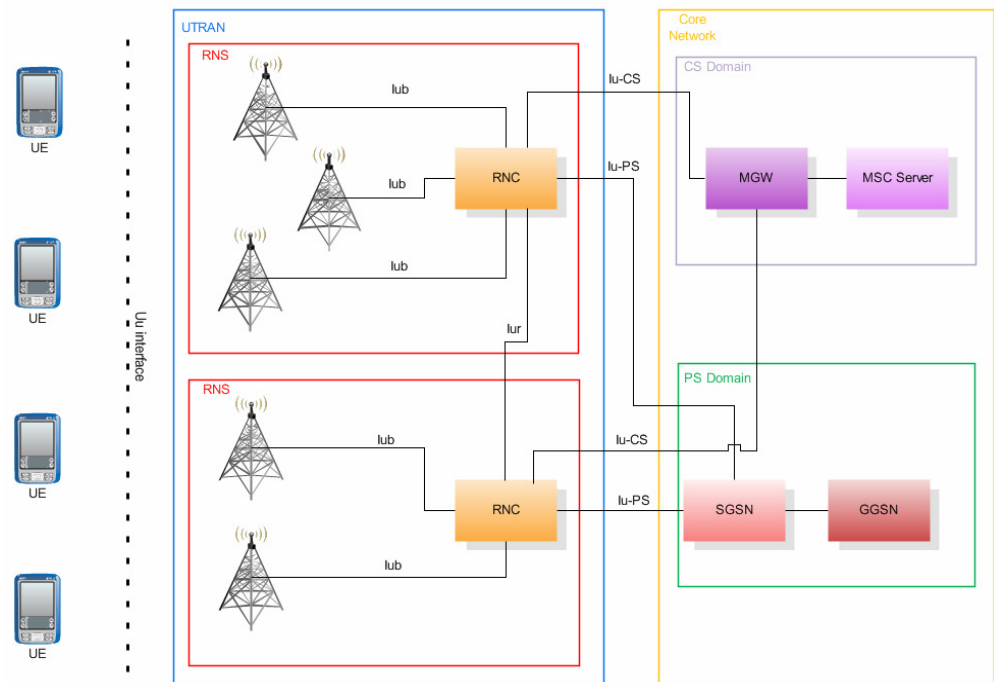 UTRAN
Core
Network
RNS
CS Domain
Iub
Iu-CS
UE
Iub
RNC
Iu-PS
MGW
MSC Server
Iub
UE
Uu interface
Iur
PS Domain
RNS
Iub
Iu-CS
UE
RNC
Iu-PS
SGSN
GGSN
Iub
UE